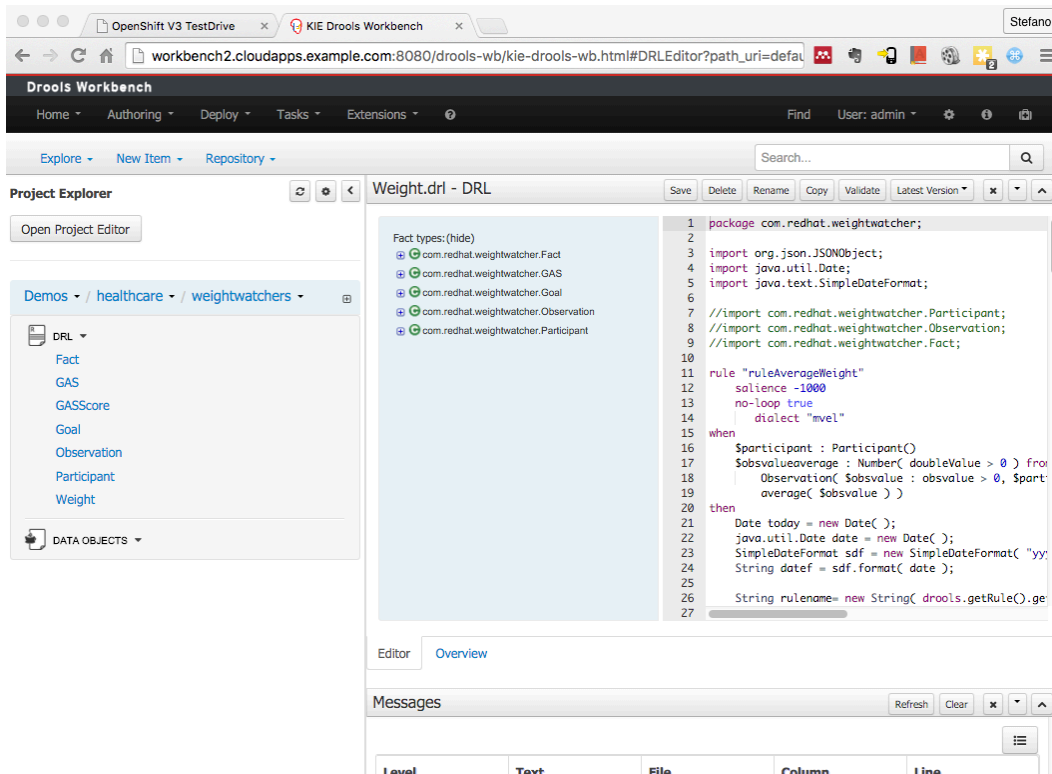 OpenShift V3 TestDrive
KIE Drools Workbench
Stefano
workbench2.cloudapps.example.com:8080/drools-wb/kie-drools-wb.html#DRLEditor?path_uri=defau
2
Drools Workbench
Home Authoring Deploy Tasks Extensions Find User: admin
Explore New Item Repository Search...
Project Explorer
Open Project Editor
Demos / healthcare / weightwatchers
DRL
Fact
GAS
GASScore
Goal
Observation
Participant
Weight
DATA OBJECTS
Weight.drl - DRL Save Delete Rename Copy Validate Latest Version
Fact types:(hide)
com.redhat.weightwatcher.Fact
com.redhat.weightwatcher.GAS
com.redhat.weightwatcher.Goal
com.redhat.weightwatcher.Observation
com.redhat.weightwatcher.Participant
1 package com.redhat.weightwatcher;
2
3 import org.json.JSONObject;
4 import java.util.Date;
5 import java.text.SimpleDateFormat;
6
7 //import com.redhat.weightwatcher.Participant;
8 //import com.redhat.weightwatcher.Observation;
9 //import com.redhat.weightwatcher.Fact;
10
11 rule "ruleAverageWeight"
12 salience -1000
13 no-loop true
14 dialect "mvel"
15 when
16 $participant : Participant()
17 $obsvalueaverage : Number( doubleValue > 0 ) from
18 Observation( $obsvalue : obsvalue > 0, $part
19 average( $obsvalue ) )
20 then
21 Date today = new Date( );
22 java.util.Date date = new Date( );
23 SimpleDateFormat sdf = new SimpleDateFormat( "yyy
24 String datef = sdf.format( date );
25
26 String rulename= new String( drools.getRule().ge
27
Editor Overview
Messages Refresh Clear
Level Text File Column Line